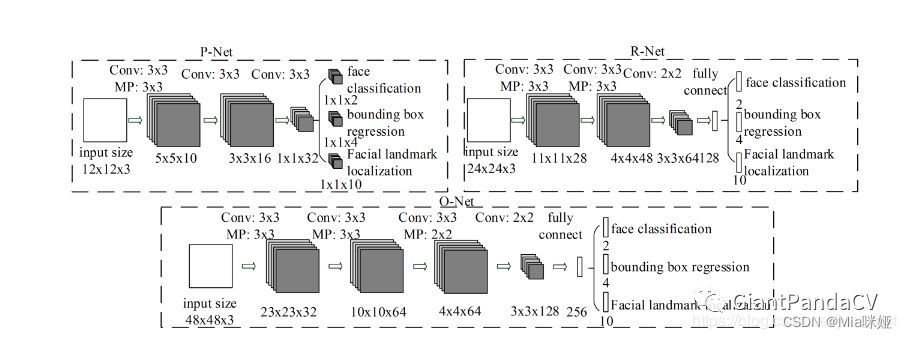 P-Net
Conv: 3x3 Conv: 3x3 Conv: 3x3
MP: 3x3
face
classification
1x1x2
bounding box
regression
1x1x4
Facial landmark
localization
1x1x10
input size
12x12x3
5x5x10
3x3x16
1x1x32
R-Net
Conv: 3x3 Conv: 3x3 Conv: 2x2 fully
MP: 3x3 MP: 3x3 connect
face classification
2
bounding box
regression
4
Facial landmark
localization
10
input size
24x24x3
11x11x28
4x4x48
3x3x64
128
O-Net
Conv: 3x3 Conv: 3x3 Conv: 3x3 Conv: 2x2 fully
MP: 3x3 MP: 3x3 MP: 2x2 connect
face classification
2
bounding box regression
4
Facial landmark
10
input size
48x48x3
23x23x32
10x10x64
4x4x64
3x3x128
256
GiantPandaCV
CSDN @Mia咪娅